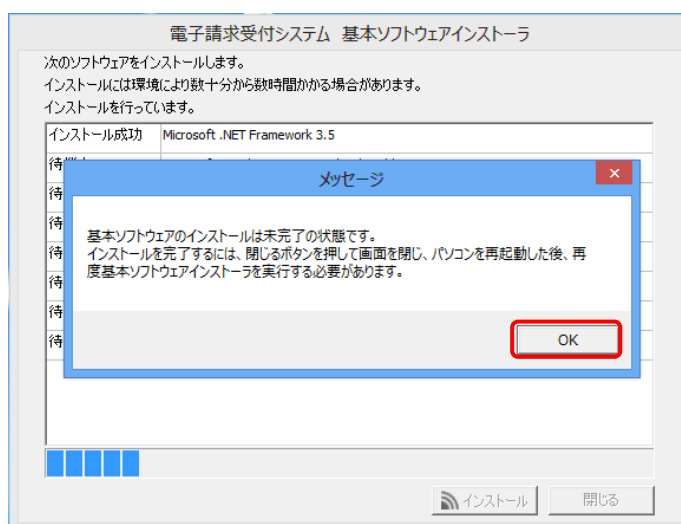 電子請求受付システム 基本ソフトウェアインストーラ
次のソフトウェアをインストールします。
インストールには環境により数十分から数時間かかる場合があります。
インストールを行っています。
インストール成功 Microsoft .NET Framework 3.5
待
メッセージ
待
待
基本ソフトウェアのインストールは未完了の状態です。
待
インストールを完了するには、閉じるボタンを押して画面を閉じ、パソコンを再起動した後、再
度基本ソフトウェアインストーラを実行する必要があります。
待
待
待
OK
インストール 閉じる